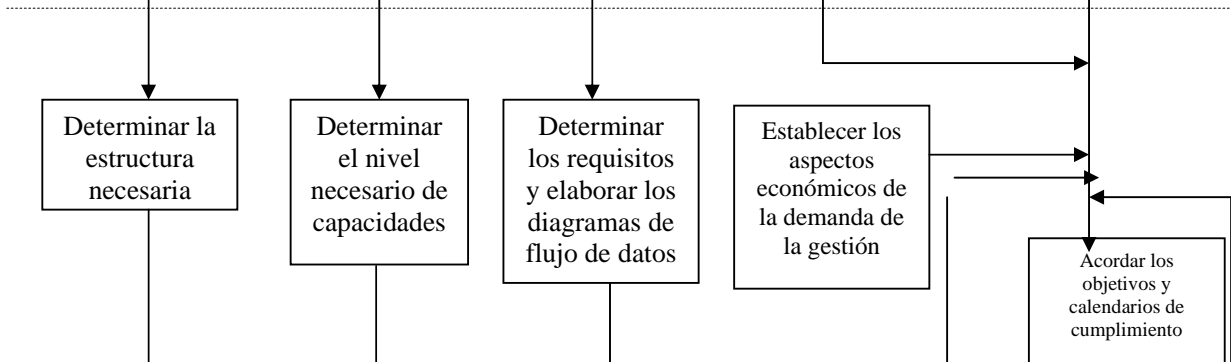 Determinar la
estructura
necesaria
Determinar
el nivel
necesario de
capacidades
Determinar
los requisitos
y elaborar los
diagramas de
flujo de datos
Establecer los
aspectos
económicos de
la demanda de
la gestión
Acordar los
objetivos y
calendarios de
cumplimiento